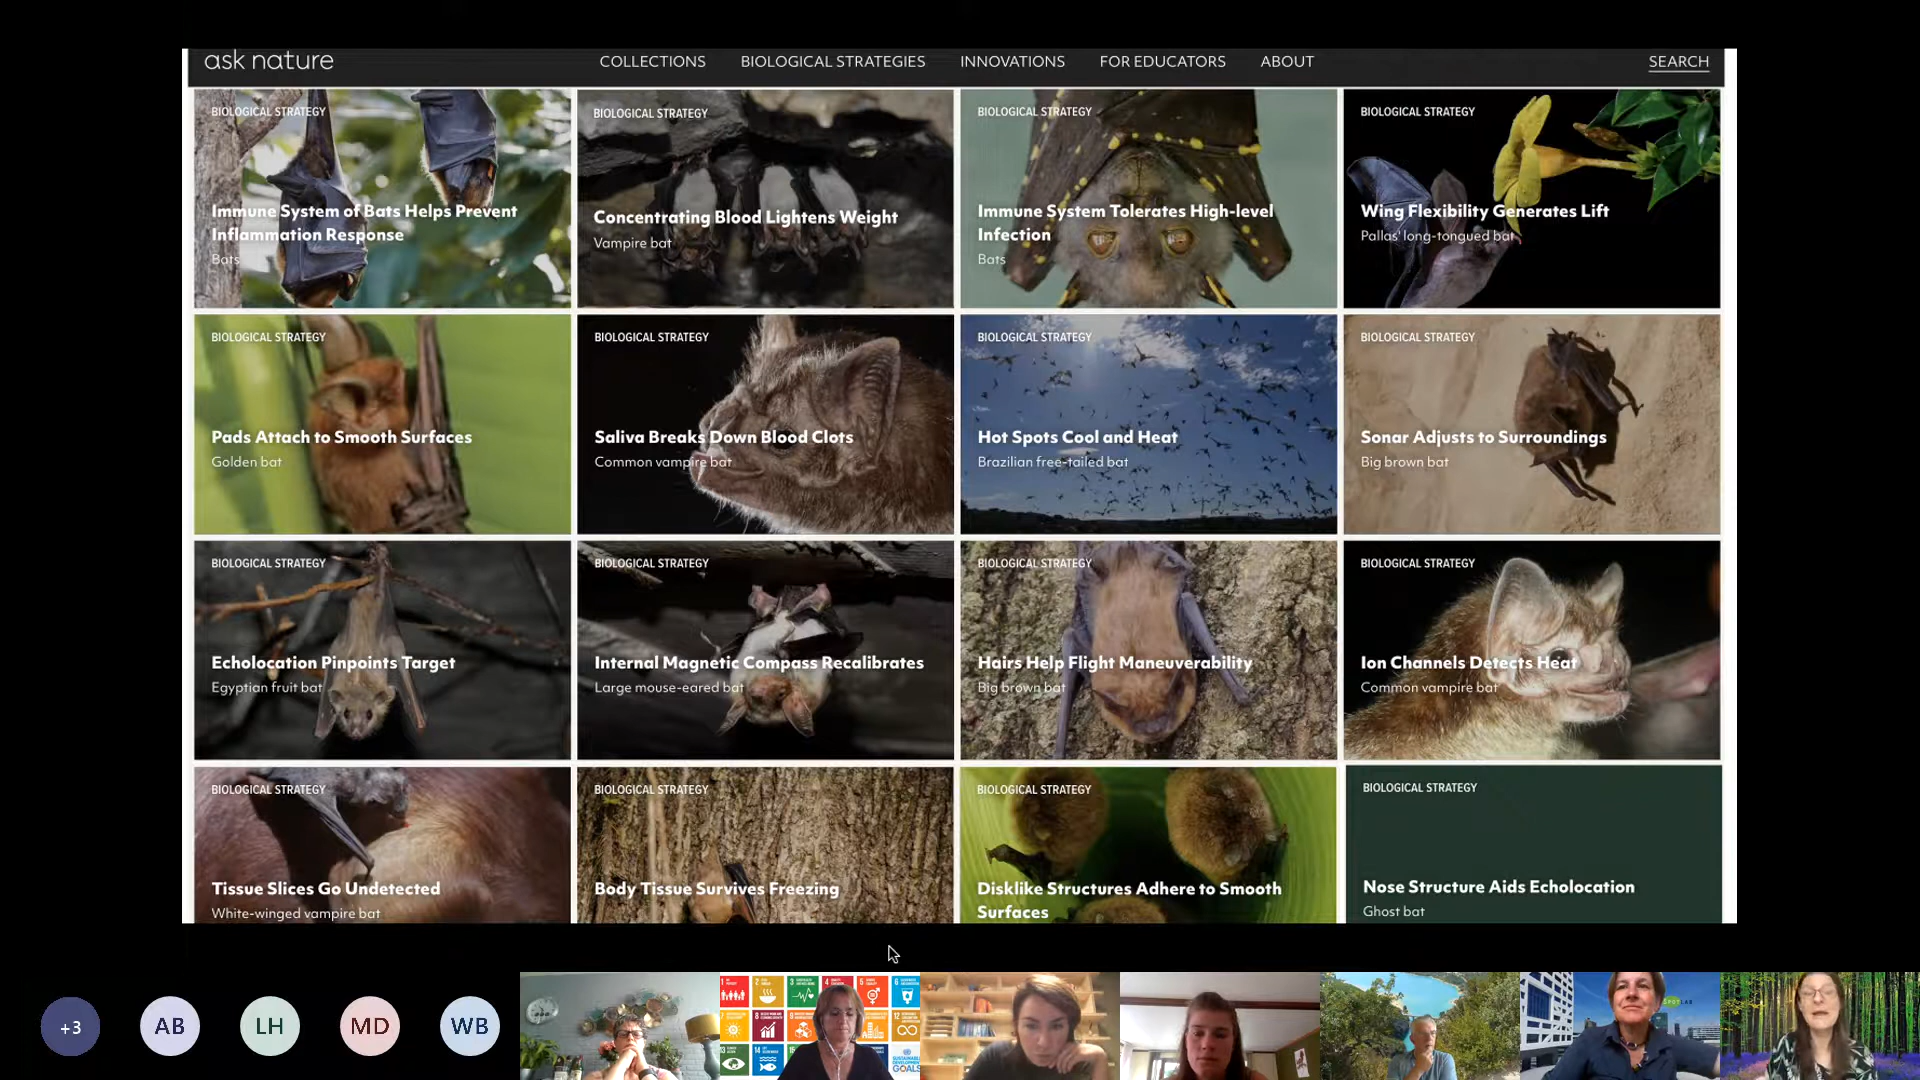 ask nature
COLLECTIONS
BIOLOGICAL STRATEGIES
INNOVATIONS
FOR EDUCATORS
ABOUT
SEARCH
BIOLOGICAL STRATEGY
Immune System of Bats Helps Prevent
Inflammation Response
Bats
BIOLOGICAL STRATEGY
Concentrating Blood Lightens Weight
Vampire bat
BIOLOGICAL STRATEGY
Immune System Tolerates High-level
Infection
Bats
BIOLOGICAL STRATEGY
Wing Flexibility Generates Lift
Pallas' long-tongued bat
BIOLOGICAL STRATEGY
Pads Attach to Smooth Surfaces
Golden bat
BIOLOGICAL STRATEGY
Saliva Breaks Down Blood Clots
Common vampire bat
BIOLOGICAL STRATEGY
Hot Spots Cool and Heat
Brazilian free-tailed bat
BIOLOGICAL STRATEGY
Sonar Adjusts to Surroundings
Big brown bat
BIOLOGICAL STRATEGY
Echolocation Pinpoints Target
Egyptian fruit bat
BIOLOGICAL STRATEGY
Internal Magnetic Compass Recalibrates
Large mouse-eared bat
BIOLOGICAL STRATEGY
Hairs Help Flight Maneuverability
Big brown bat
BIOLOGICAL STRATEGY
Ion Channels Detects Heat
Common vampire bat
BIOLOGICAL STRATEGY
Tissue Slices Go Undetected
White-winged vampire bat
BIOLOGICAL STRATEGY
Body Tissue Survives Freezing
BIOLOGICAL STRATEGY
Disklike Structures Adhere to Smooth
Surfaces
BIOLOGICAL STRATEGY
Nose Structure Aids Echolocation
Ghost bat
+3
AB
LH
MD
WB